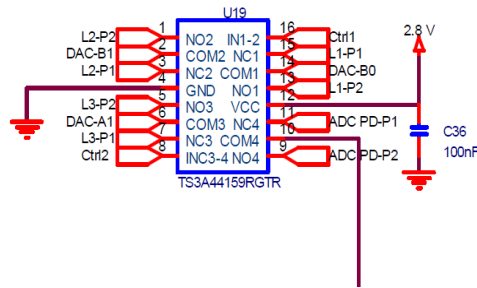 U19
L2-P2 1 NO2 IN1-2 16 Ctrl1
DAC-B1 2 COM2 NC1 15 L1-P1
L2-P1 3 NC2 COM1 14 DAC-B0
4 GND NO1 13 L1-P2
L3-P2 5 NO3 VCC 12
DAC-A1 6 COM3 NC4 11 ADC PD-P1
L3-P1 7 NC3 COM4 10
Ctrl2 8 INC3-4 NO4 9 ADC PD-P2
TS3A44159RGTR
2.8 V
C36
100nF